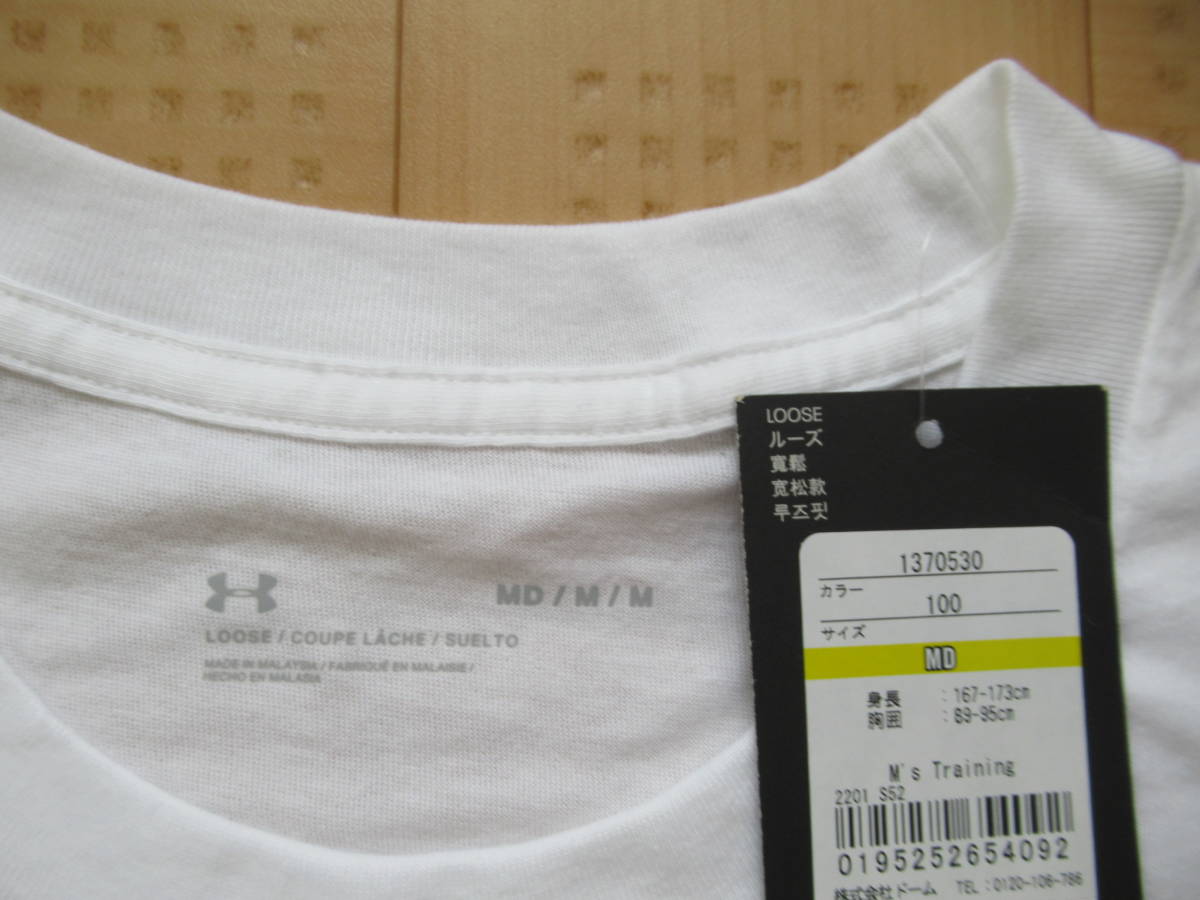 MD / M / M
LOOSE / COUPE LÂCHE / SUELTO
MADE IN MALAYSIA / FABRIQUÉ EN MALAISIE /
HECHO EN MALASIA
LOOSE
ルーズ
寬鬆
宽松款
루즈핏
1370530
カラー
100
サイズ
MD
身長 : 167-173cm
胸囲 : 89-95cm
M's Training
2201 S52
0195252654092
株式会社ドーム TEL:0120-106-786